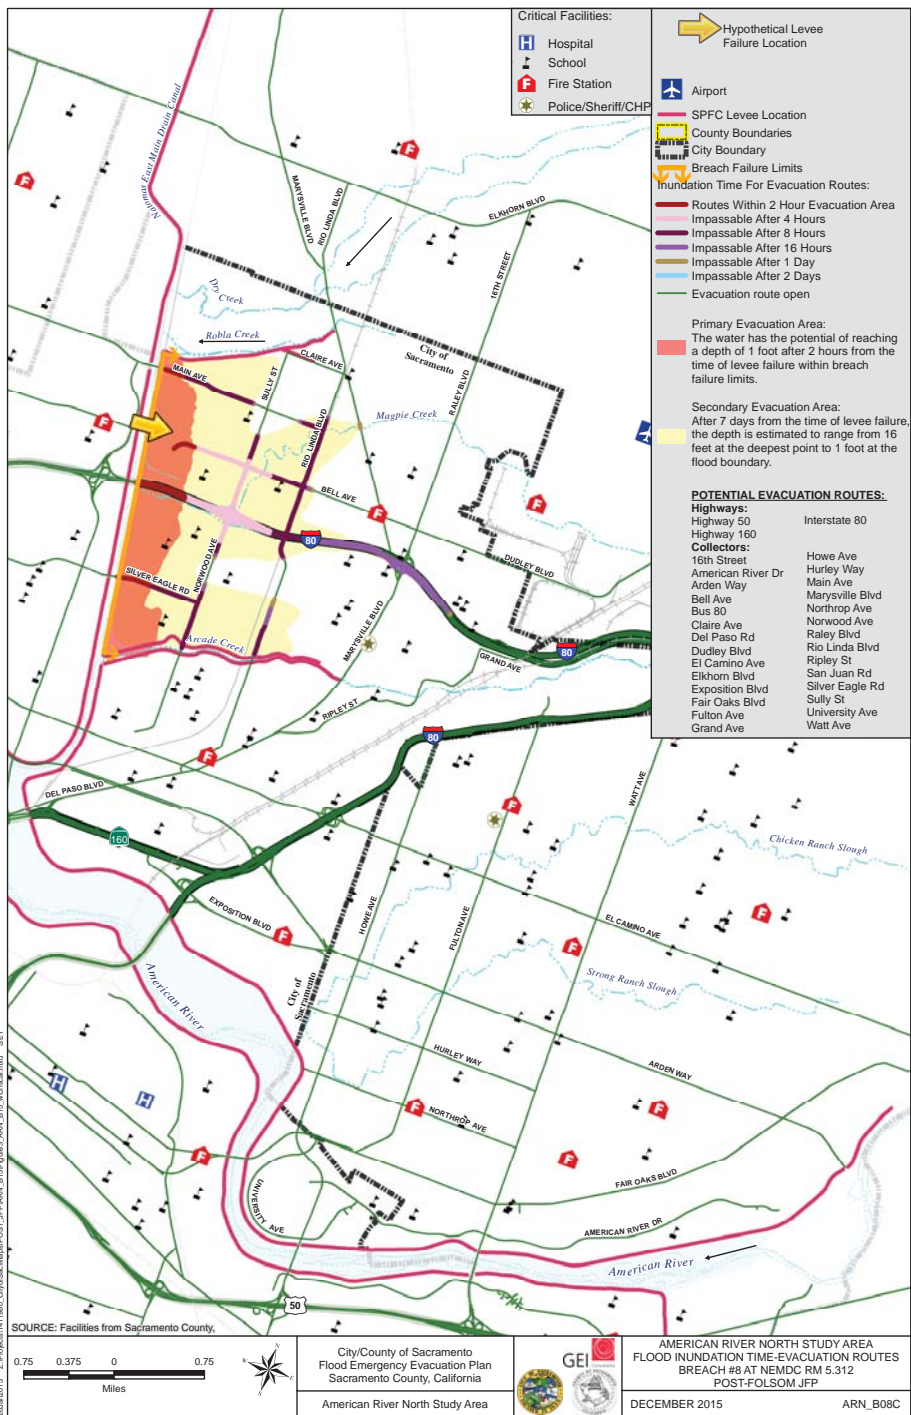 Critical Facilities:
Hospital
School
Fire Station
Police/Sheriff/CHP
Hypothetical Levee
Failure Location
Airport
SPFC Levee Location
County Boundaries
City Boundary
Breach Failure Limits
Inundation Time For Evacuation Routes:
Routes Within 2 Hour Evacuation Area
Impassable After 4 Hours
Impassable After 8 Hours
Impassable After 16 Hours
Impassable After 1 Day
Impassable After 2 Days
Evacuation route open
Primary Evacuation Area:
The water has the potential of reaching
a depth of 1 foot after 2 hours from the
time of levee failure within breach
failure limits.
Secondary Evacuation Area:
After 7 days from the time of levee failure,
the depth is estimated to range from 16
feet at the deepest point to 1 foot at the
flood boundary.
POTENTIAL EVACUATION ROUTES:
Highways:
Highway 50
Interstate 80
Highway 160
Collectors:
16th Street
American River Dr
Arden Way
Bell Ave
Bus 80
Claire Ave
Del Paso Rd
Dudley Blvd
El Camino Ave
Elkhorn Blvd
Exposition Blvd
Fair Oaks Blvd
Fulton Ave
Grand Ave
Howe Ave
Hurley Way
Main Ave
Marysville Blvd
Northrop Ave
Norwood Ave
Raley Blvd
Rio Linda Blvd
Ripley St
San Juan Rd
Silver Eagle Rd
Sully St
University Ave
Watt Ave
Natomas East Main Drain Canal
MARYSVILLE BLVD
RIO LINDA BLVD
ELKHORN BLVD
16TH STREET
Dry
Creek
Robla Creek
CLAIRE AVE
City of
Sacramento
MAIN AVE
SULLY ST
RALEY BLVD
Magpie Creek
RIO LINDA BLVD
BELL AVE
80
DUDLEY BLVD
NORWOOD AVE
SILVER EAGLE RD
Arcade Creek
MARYSVILLE BLVD
GRAND AVE
80
RIPLEY ST
80
DEL PASO BLVD
WATT AVE
160
Chicken Ranch Slough
EXPOSITION BLVD
HOWE AVE
FULTON AVE
EL CAMINO AVE
American River
City of
Sacramento
Strong Ranch Slough
HURLEY WAY
ARDEN WAY
NORTHROP AVE
FAIR OAKS BLVD
UNIVERSITY AVE
AMERICAN RIVER DR
American River
50
SOURCE: Facilities from Sacramento County,
0.75 0.375 0 0.75
Miles
City/County of Sacramento
Flood Emergency Evacuation Plan
Sacramento County, California
American River North Study Area
GEI
Consultants
AMERICAN RIVER NORTH STUDY AREA
FLOOD INUNDATION TIME-EVACUATION ROUTES
BREACH #8 AT NEMDC RM 5.312
POST-FOLSOM JFP
DECEMBER 2015
ARN_B08C